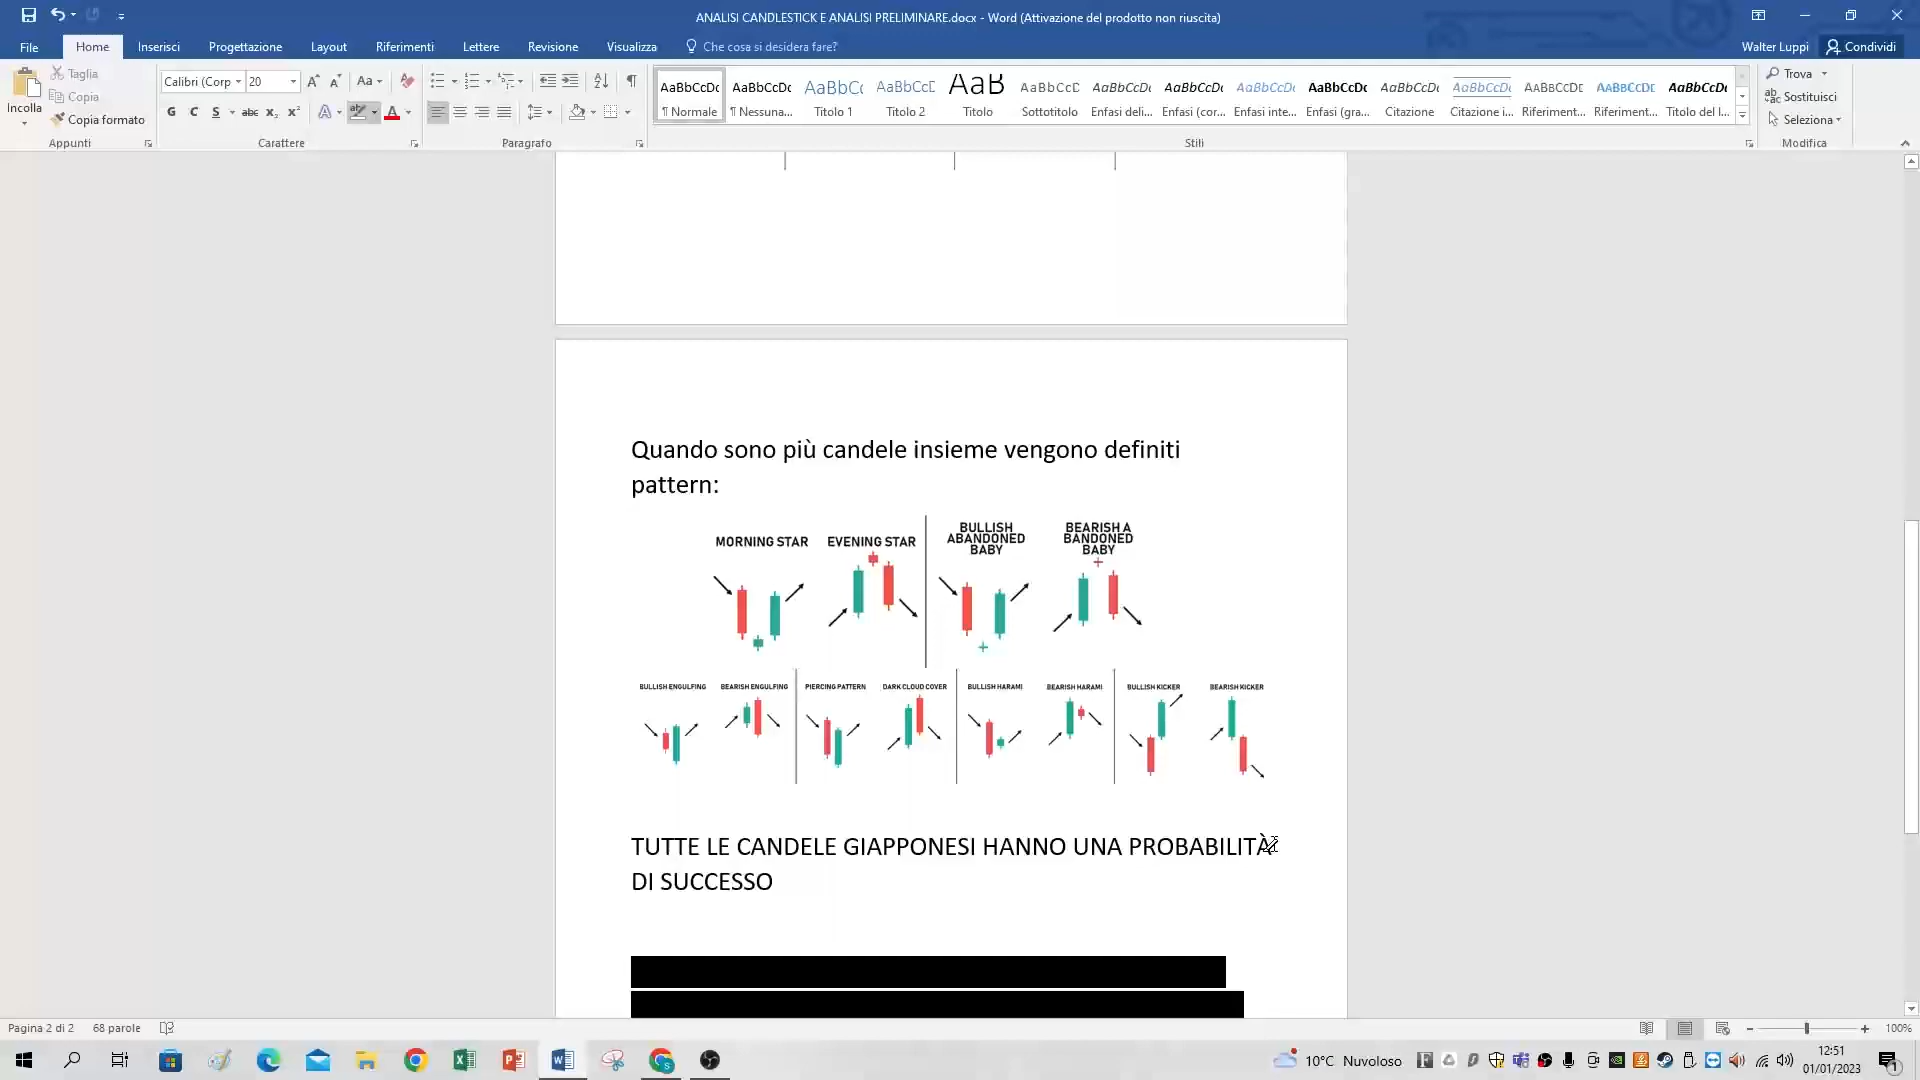 ANALISI CANDLESTICK E ANALISI PRELIMINARE.docx - Word (Attivazione del prodotto non riuscita)
File Home Inserisci Progettazione Layout Riferimenti Lettere Revisione Visualizza Che cosa si desidera fare? Walter Luppi Condividi
Incolla
Taglia
Copia
Copia formato
Calibri (Corp 20
AaBbCcDc AaBbCcDc AaBbCc AaBbCcD AaB AaBbCcD AaBbCcDc AaBbCcDc AaBbCcDc AaBbCcDc AaBbCcDc AaBbCcDc AABBCCDE AABBCCDE AaBbCcDc
¶ Normale ¶ Nessuna... Titolo 1 Titolo 2 Titolo Sottotitolo Enfasi deli... Enfasi (cor... Enfasi inte... Enfasi (gra... Citazione Citazione i... Riferiment... Riferiment... Titolo del l...
Trova
Sostituisci
Seleziona
Appunti Carattere Paragrafo Stili Modifica
Quando sono più candele insieme vengono definiti
pattern:
MORNING STAR EVENING STAR
BULLISH
ABANDONED
BABY
BEARISH A
BANDONED
BABY
BULLISH ENGULFING BEARISH ENGULFING PIERCING PATTERN DARK CLOUD COVER BULLISH HARAMI BEARISH HARAMI BULLISH KICKER BEARISH KICKER
TUTTE LE CANDELE GIAPPONESI HANNO UNA PROBABILITÀ
DI SUCCESSO
Pagina 2 di 2 68 parole 100%
10°C Nuvoloso
12:51
01/01/2023